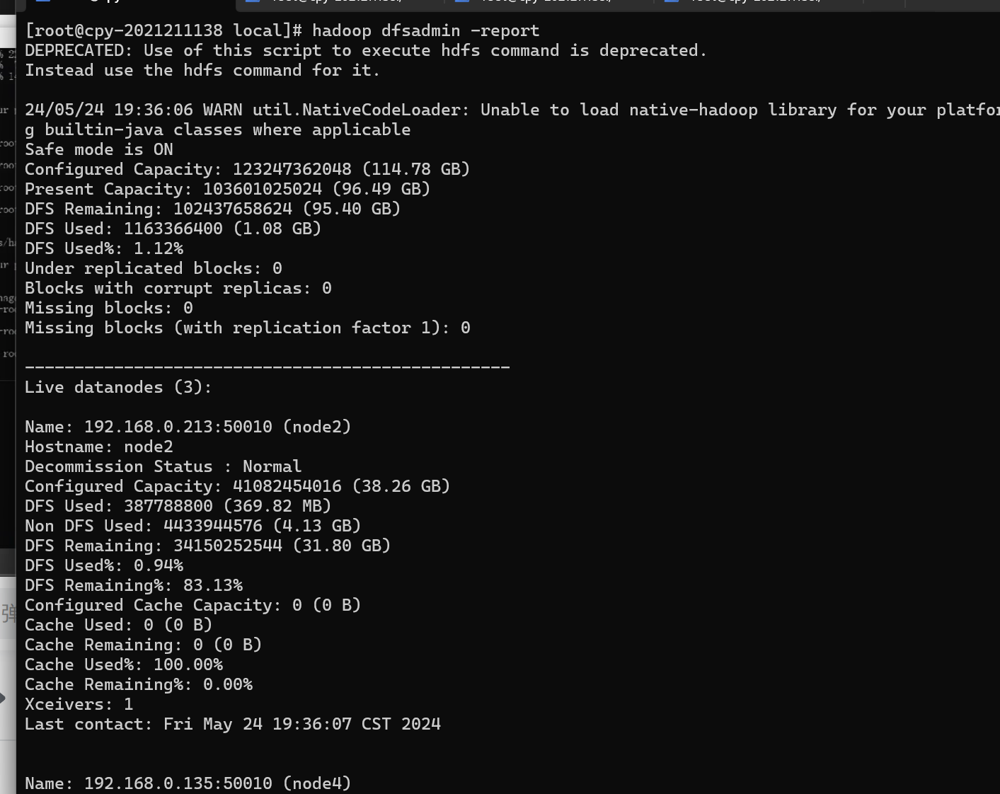 [root@cpy-2021211138 local]# hadoop dfsadmin -report
DEPRECATED: Use of this script to execute hdfs command is deprecated.
Instead use the hdfs command for it.
24/05/24 19:36:06 WARN util.NativeCodeLoader: Unable to load native-hadoop library for your platfor
g builtin-java classes where applicable
Safe mode is ON
Configured Capacity: 123247362048 (114.78 GB)
Present Capacity: 103601025024 (96.49 GB)
DFS Remaining: 102437658624 (95.40 GB)
DFS Used: 1163366400 (1.08 GB)
DFS Used%: 1.12%
Under replicated blocks: 0
Blocks with corrupt replicas: 0
Missing blocks: 0
Missing blocks (with replication factor 1): 0
-------------------------------------------------
Live datanodes (3):
Name: 192.168.0.213:50010 (node2)
Hostname: node2
Decommission Status : Normal
Configured Capacity: 41082454016 (38.26 GB)
DFS Used: 387788800 (369.82 MB)
Non DFS Used: 4433944576 (4.13 GB)
DFS Remaining: 34150252544 (31.80 GB)
DFS Used%: 0.94%
DFS Remaining%: 83.13%
Configured Cache Capacity: 0 (0 B)
Cache Used: 0 (0 B)
Cache Remaining: 0 (0 B)
Cache Used%: 100.00%
Cache Remaining%: 0.00%
Xceivers: 1
Last contact: Fri May 24 19:36:07 CST 2024
Name: 192.168.0.135:50010 (node4)